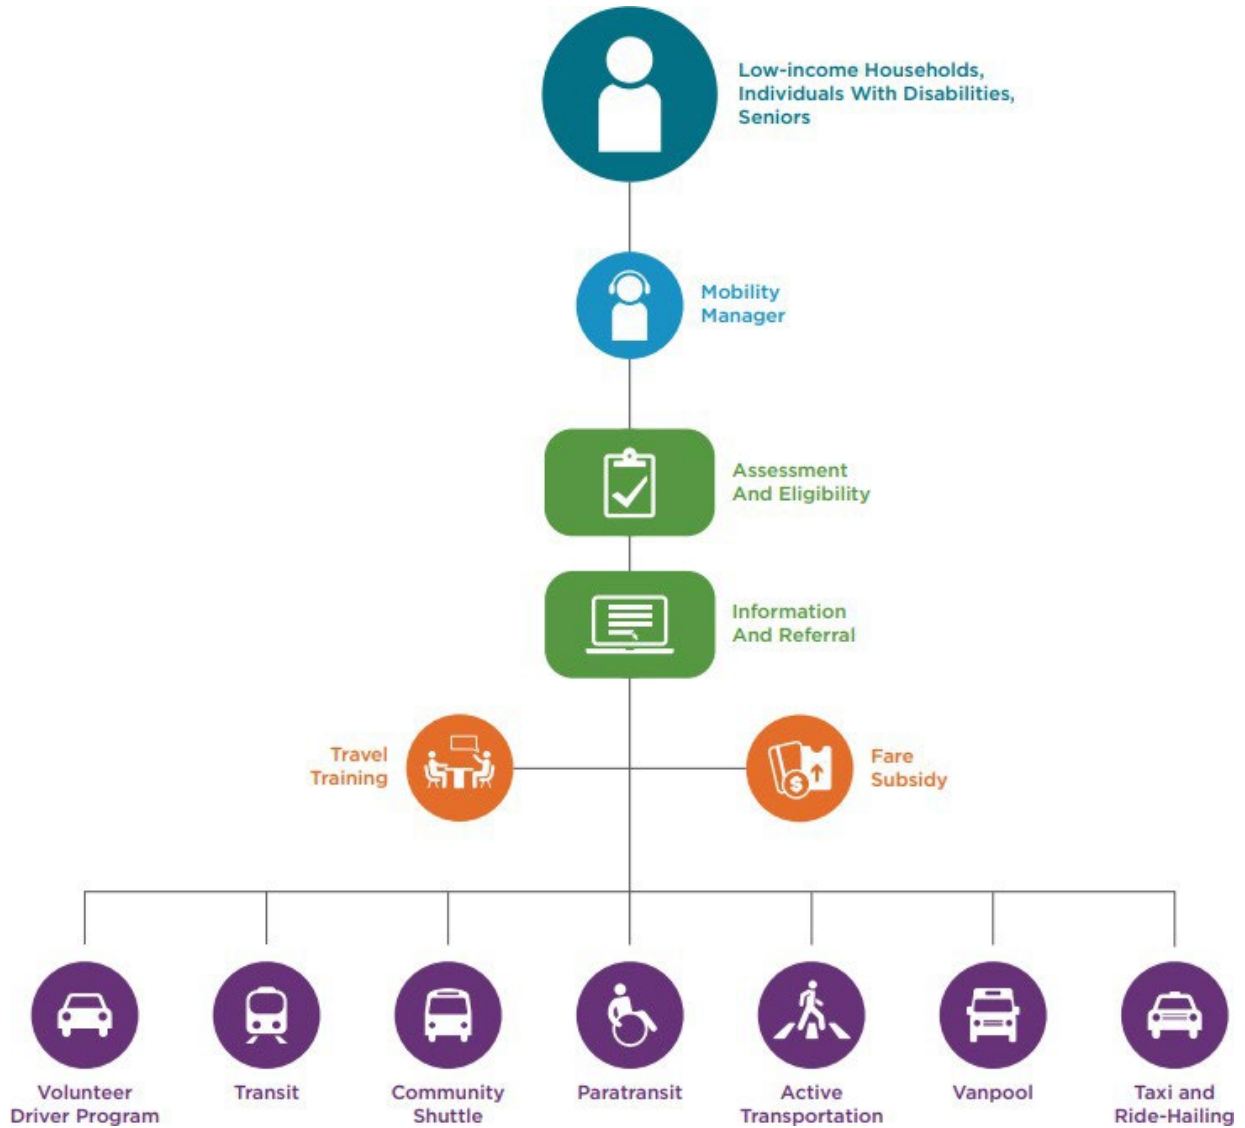 Low-income Households,
Individuals With Disabilities,
Seniors
Mobility
Manager
Assessment
And Eligibility
Information
And Referral
Travel
Training
Fare
Subsidy
$
Volunteer
Driver Program
Transit
Community
Shuttle
Paratransit
Active
Transportation
Vanpool
Taxi and
Ride-Hailing